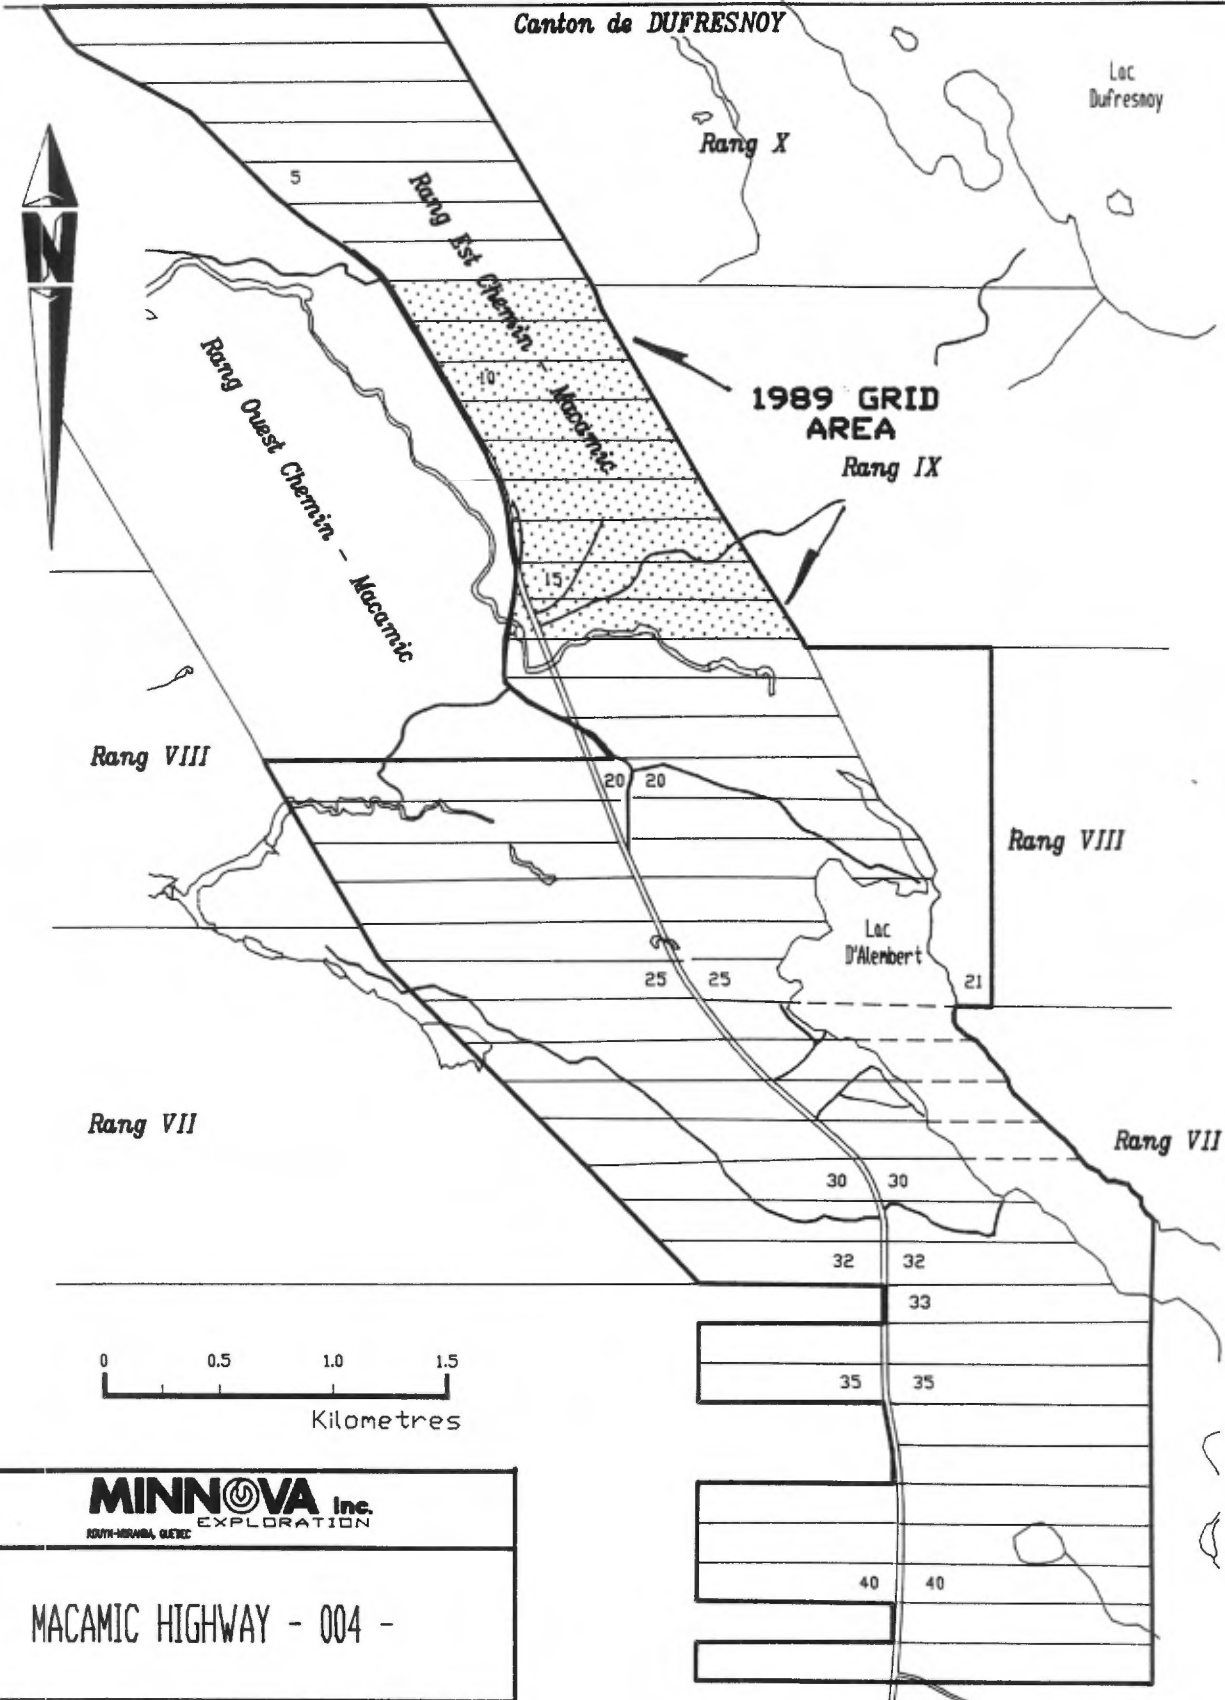 Canton de DUFRESNOY
Lac
Dufresnoy
Rang X
5
Rang Est Chemin - Macamic
N
Rang Ouest Chemin - Macamic
10
1989 GRID
AREA
Rang IX
15
Rang VIII
20 20
Rang VIII
Lac
D'Alembert
25 25
21
Rang VII
Rang VII
30 30
32 32
33
0 0.5 1.0 1.5
Kilometres
35 35
MINNOVA Inc.
EXPLORATION
ROUYN-NORANDA, QUEBEC
40 40
MACAMIC HIGHWAY - 004 -